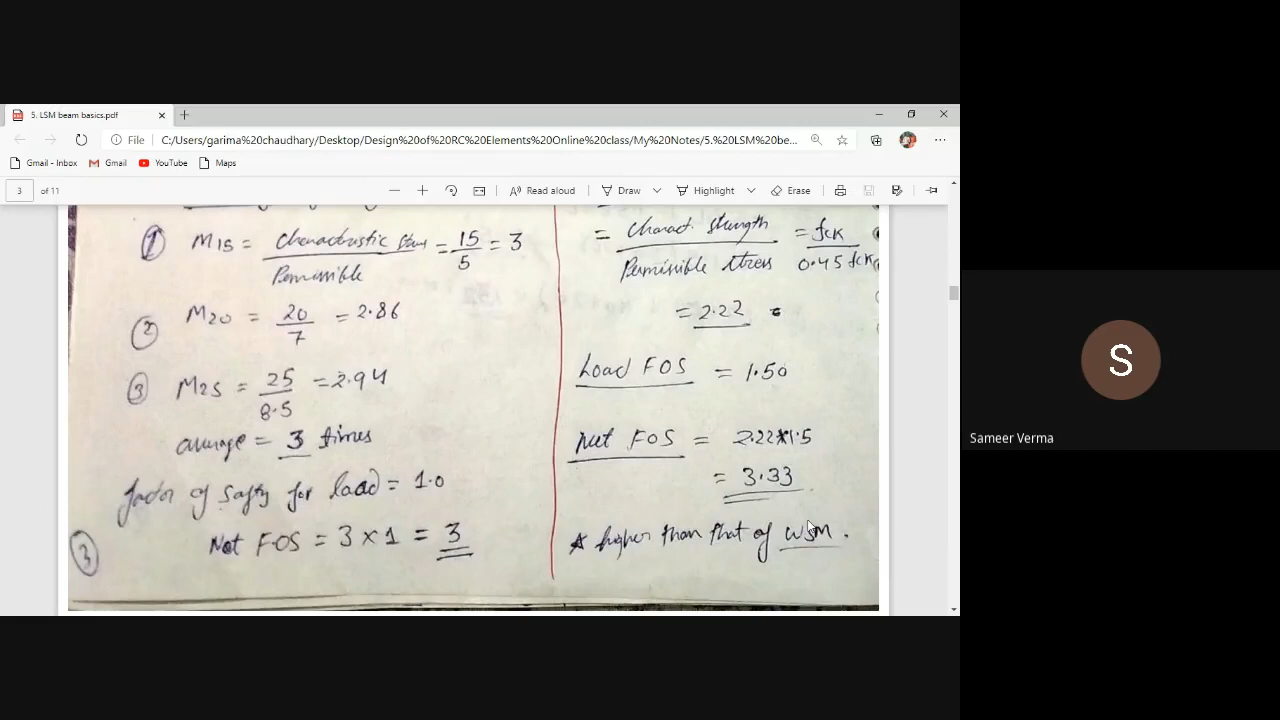 5. LSM beam basics.pdf
File C:/Users/garima%20chaudhary/Desktop/Design%20of%20RC%20Elements%20Online%20class/My%20Notes/5.%20LSM%20be...
Gmail - Inbox Gmail YouTube Maps
3 of 11 Read aloud Draw Highlight Erase
① M15 = = 15/5 = 3
Permissible
② M20 = 20/7 = 2.86
③ M25 = 25/8.5 = 2.94
average = 3 times
factor of safty for load = 1.0
Net FOS = 3 × 1 = 3
③
= Charact. strength / Permissible stress = fck / 0.45 fck
= 2.22
Load FOS = 1.50
Net FOS = 2.22×1.5
= 3.33
* higher than that of WSM.
S
Sameer Verma